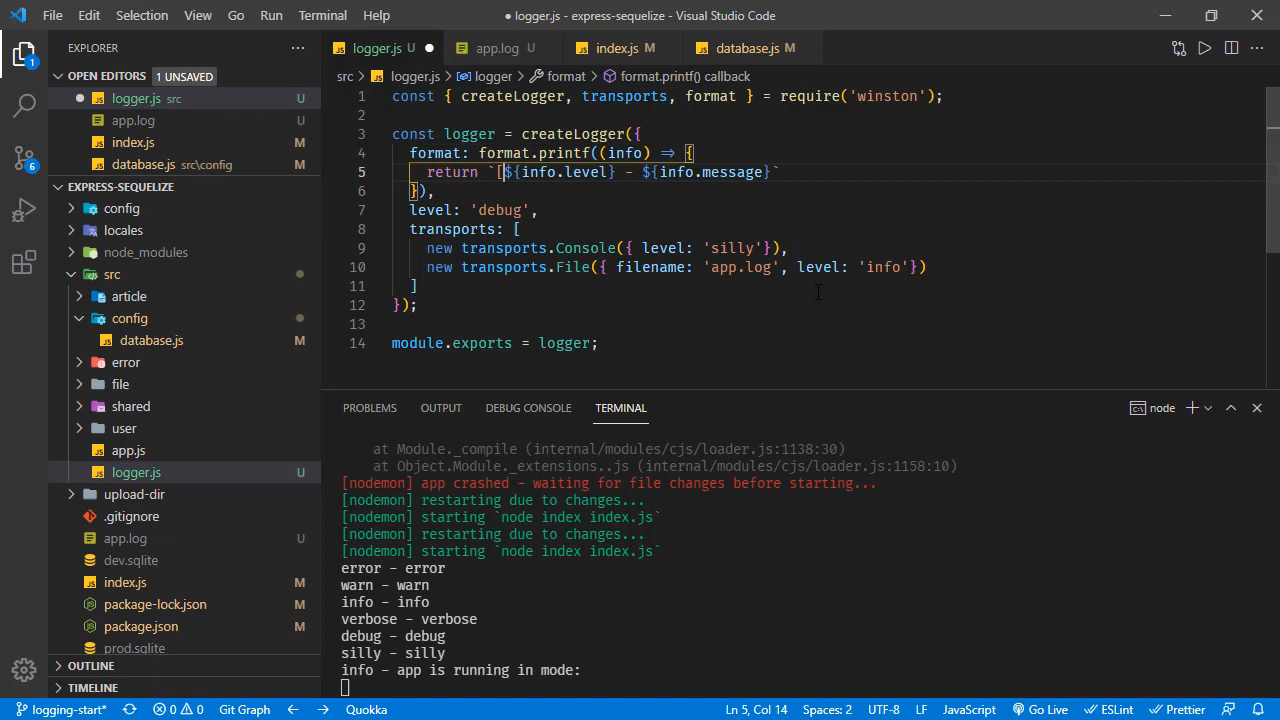 File Edit Selection View Go Run Terminal Help
● logger.js - express-sequelize - Visual Studio Code
EXPLORER
OPEN EDITORS 1 UNSAVED
logger.js src U
app.log U
index.js M
database.js src\config M
EXPRESS-SEQUELIZE
config
locales
node_modules
src
article
config
database.js M
error
file
shared
user
app.js
logger.js U
upload-dir
.gitignore
app.log U
dev.sqlite
index.js M
package-lock.json M
package.json M
prod.sqlite
OUTLINE
TIMELINE
1
6
logger.js U
app.log U
index.js M
database.js M
src > logger.js > logger > format > format.printf() callback
1 const { createLogger, transports, format } = require('winston');
2
3 const logger = createLogger({
4 format: format.printf((info) => {
5 return `[${info.level} - ${info.message}`
6 }),
7 level: 'debug',
8 transports: [
9 new transports.Console({ level: 'silly'}),
10 new transports.File({ filename: 'app.log', level: 'info'})
11 ]
12 });
13
14 module.exports = logger;
PROBLEMS OUTPUT DEBUG CONSOLE TERMINAL
node
at Module._compile (internal/modules/cjs/loader.js:1138:30)
at Object.Module._extensions..js (internal/modules/cjs/loader.js:1158:10)
[nodemon] app crashed - waiting for file changes before starting...
[nodemon] restarting due to changes...
[nodemon] starting `node index index.js`
[nodemon] restarting due to changes...
[nodemon] starting `node index index.js`
error - error
warn - warn
info - info
verbose - verbose
debug - debug
silly - silly
info - app is running in mode:
logging-start* 0 0 Git Graph Quokka Ln 5, Col 14 Spaces: 2 UTF-8 LF JavaScript Go Live ESLint Prettier